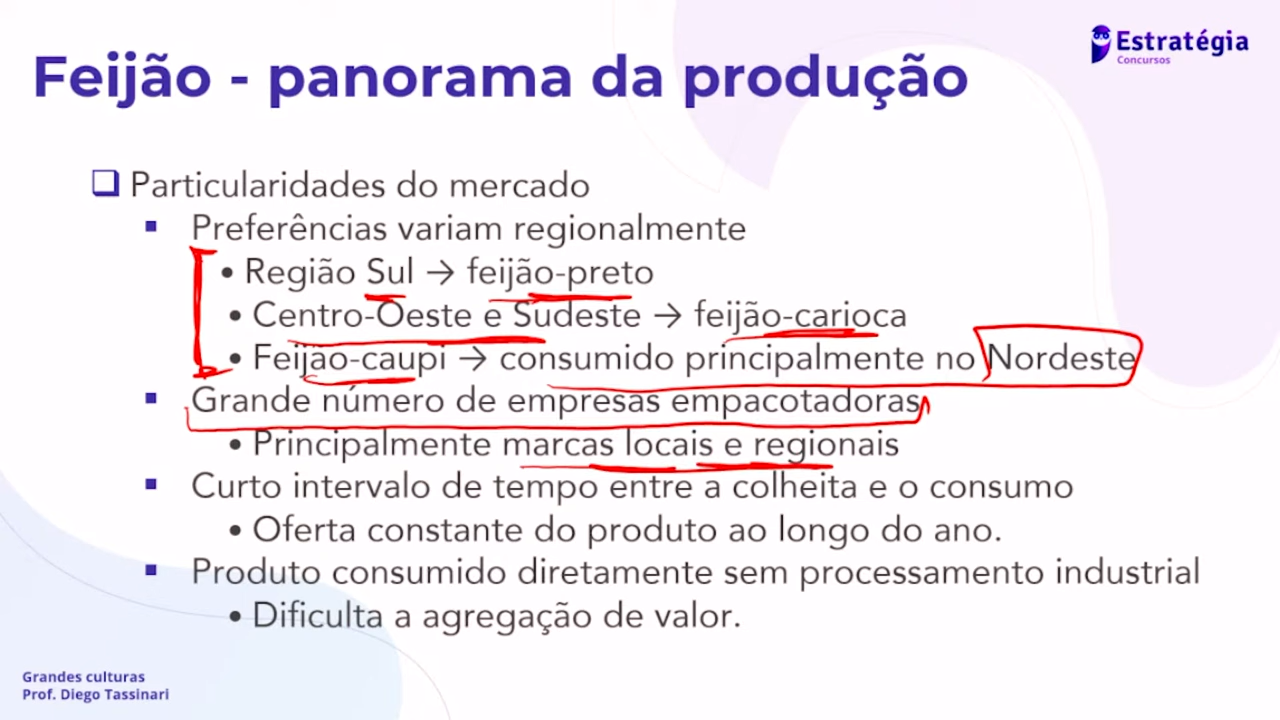 Estratégia
Concursos
Feijão - panorama da produção
Particularidades do mercado
Preferências variam regionalmente
• Região Sul → feijão-preto
• Centro-Oeste e Sudeste → feijão-carioca
• Feijão-caupi → consumido principalmente no Nordeste
Grande número de empresas empacotadoras
• Principalmente marcas locais e regionais
Curto intervalo de tempo entre a colheita e o consumo
• Oferta constante do produto ao longo do ano.
Produto consumido diretamente sem processamento industrial
• Dificulta a agregação de valor.
Grandes culturas
Prof. Diego Tassinari